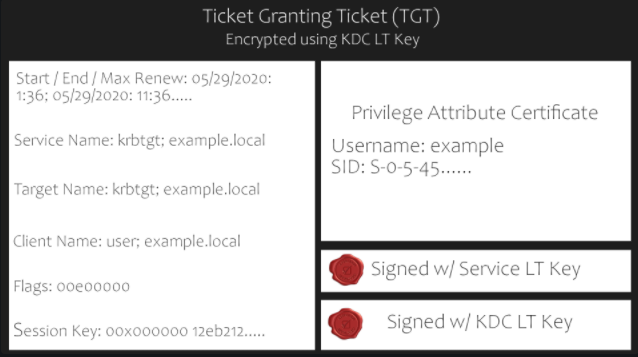 Ticket Granting Ticket (TGT)
Encrypted using KDC LT Key
Start / End / Max Renew: 05/29/2020:
1:36; 05/29/2020: 11:36.....
Service Name: krbtgt; example.local
Target Name: krbtgt; example.local
Client Name: user; example.local
Flags: 00e00000
Session Key: 00x000000 12eb212.....
Privilege Attribute Certificate
Username: example
SID: S-0-5-45......
Signed w/ Service LT Key
Signed w/ KDC LT Key